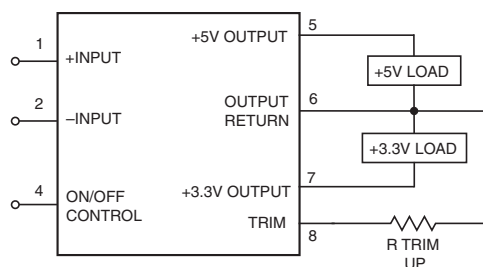 1
+INPUT
2
–INPUT
4
ON/OFF
CONTROL
+5V OUTPUT
5
OUTPUT
RETURN
6
+3.3V OUTPUT
7
TRIM
8
+5V LOAD
+3.3V LOAD
R TRIM
UP